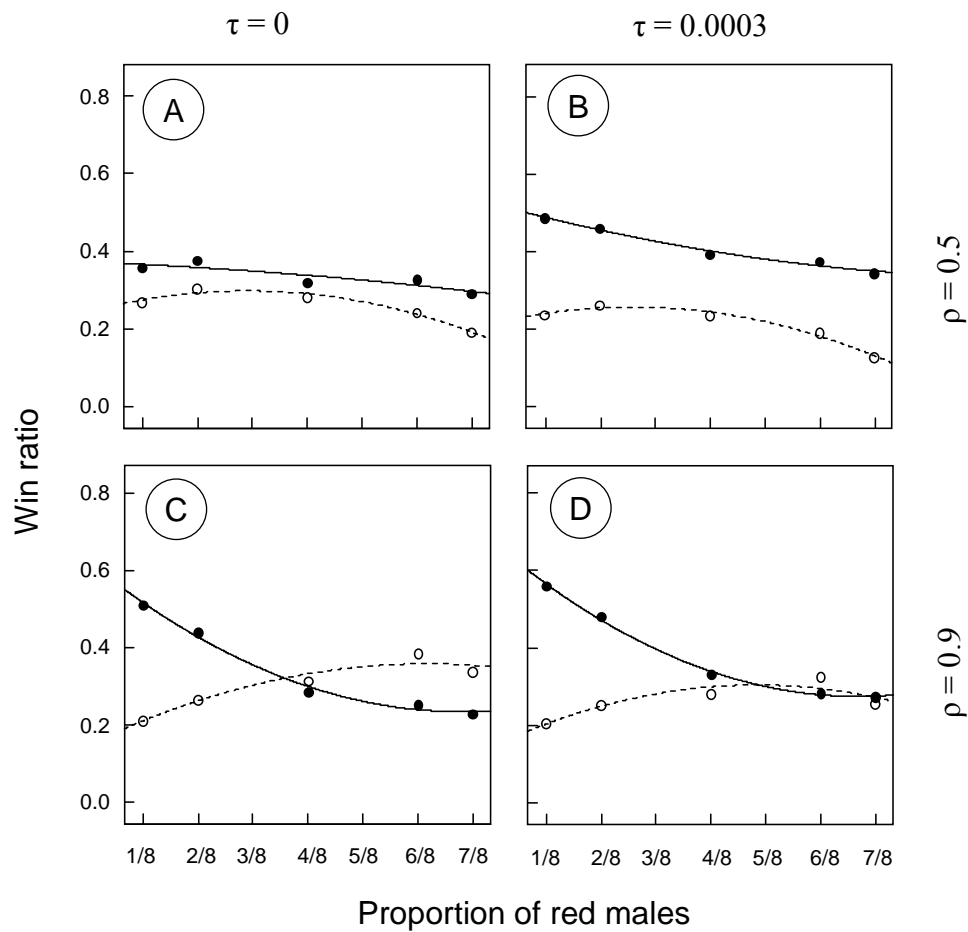 τ = 0
τ = 0.0003
A
B
0.8
0.6
0.4
0.2
0.0
ρ = 0.5
C
D
0.8
0.6
0.4
0.2
0.0
ρ = 0.9
Win ratio
1/8 2/8 3/8 4/8 5/8 6/8 7/8
1/8 2/8 3/8 4/8 5/8 6/8 7/8
Proportion of red males